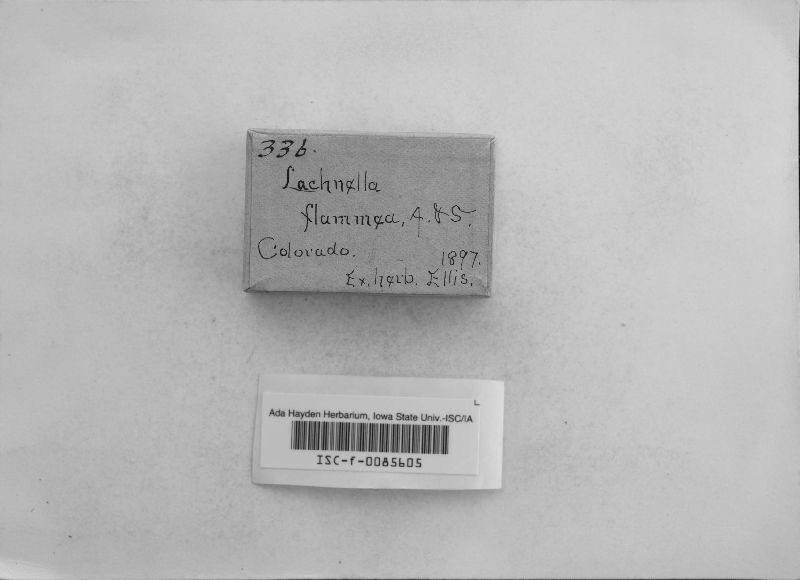 336.
Lachnella
flammea, A. & S.
Colorado.
1897.
Ex. herb. Ellis.
L
Ada Hayden Herbarium, Iowa State Univ.-ISC/IA
ISC-f-0085605